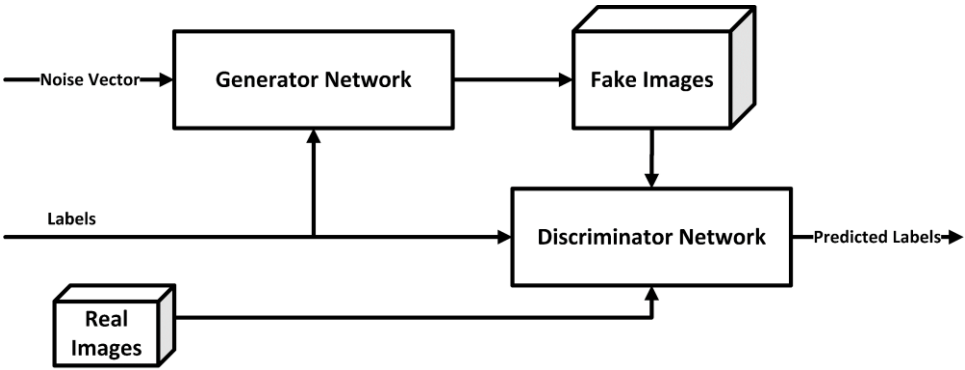 Noise Vector
Generator Network
Fake Images
Labels
Discriminator Network
Predicted Labels
Real
Images